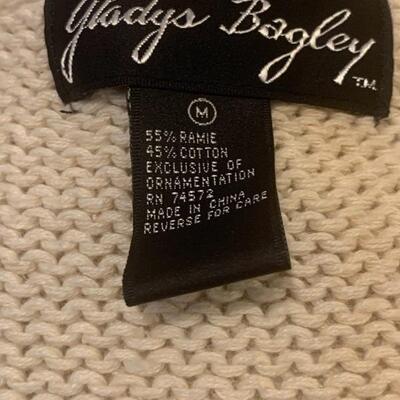 Gladys Bagley
TM
M
55% RAMIE
45% COTTON
EXCLUSIVE OF
ORNAMENTATION
RN 74572
MADE IN CHINA
REVERSE FOR CARE